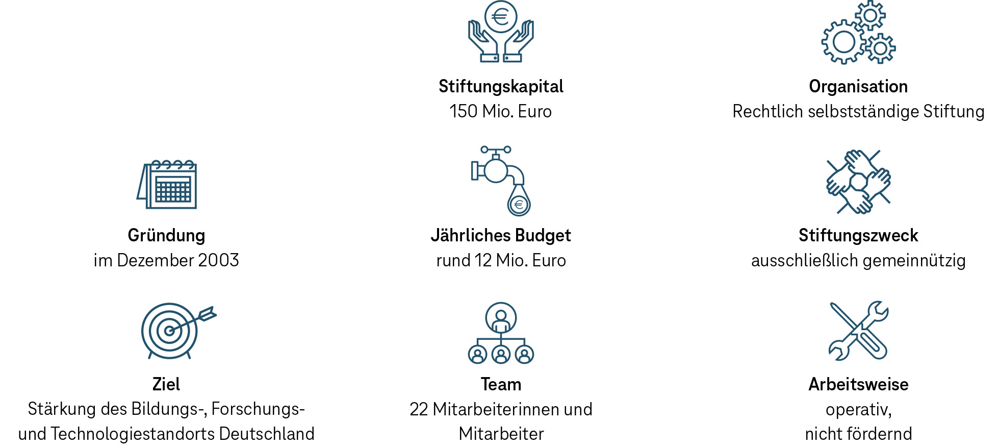 Stiftungskapital
150 Mio. Euro
Organisation
Rechtlich selbstständige Stiftung
Gründung
im Dezember 2003
Jährliches Budget
rund 12 Mio. Euro
Stiftungszweck
ausschließlich gemeinnützig
Ziel
Stärkung des Bildungs-, Forschungs-
und Technologiestandorts Deutschland
Team
22 Mitarbeiterinnen und
Mitarbeiter
Arbeitsweise
operativ,
nicht fördernd